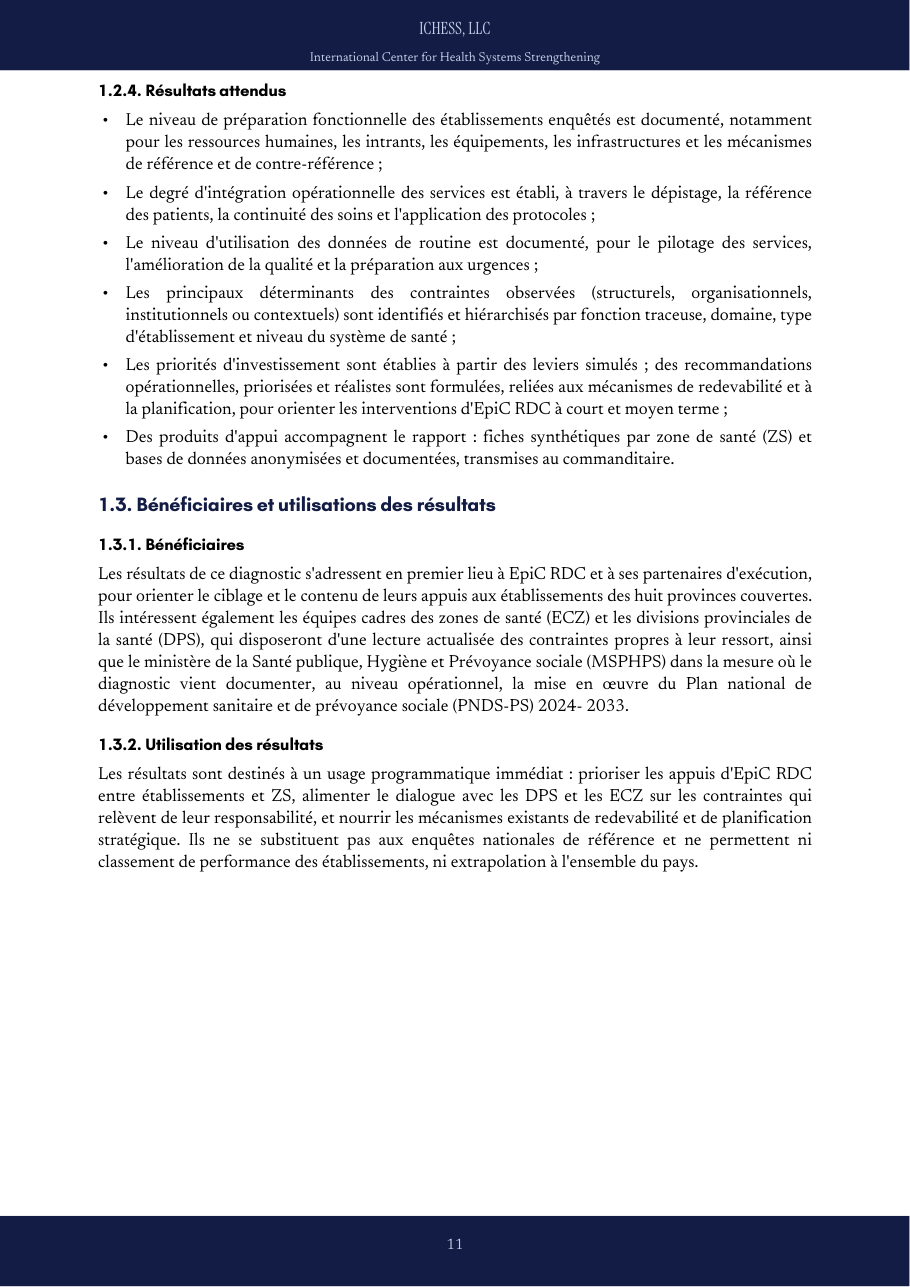 ICHESS, LLC
International Center for Health Systems Strengthening
1.2.4. Résultats attendus
• Le niveau de préparation fonctionnelle des établissements enquêtés est documenté, notamment
pour les ressources humaines, les intrants, les équipements, les infrastructures et les mécanismes
de référence et de contre-référence ;
• Le degré d'intégration opérationnelle des services est établi, à travers le dépistage, la référence
des patients, la continuité des soins et l'application des protocoles ;
• Le niveau d'utilisation des données de routine est documenté, pour le pilotage des services,
l'amélioration de la qualité et la préparation aux urgences ;
• Les principaux déterminants des contraintes observées (structurels, organisationnels,
institutionnels ou contextuels) sont identifiés et hiérarchisés par fonction traceuse, domaine, type
d'établissement et niveau du système de santé ;
• Les priorités d'investissement sont établies à partir des leviers simulés ; des recommandations
opérationnelles, priorisées et réalistes sont formulées, reliées aux mécanismes de redevabilité et à
la planification, pour orienter les interventions d'EpiC RDC à court et moyen terme ;
• Des produits d'appui accompagnent le rapport : fiches synthétiques par zone de santé (ZS) et
bases de données anonymisées et documentées, transmises au commanditaire.
1.3. Bénéficiaires et utilisations des résultats
1.3.1. Bénéficiaires
Les résultats de ce diagnostic s'adressent en premier lieu à EpiC RDC et à ses partenaires d'exécution,
pour orienter le ciblage et le contenu de leurs appuis aux établissements des huit provinces couvertes.
Ils intéressent également les équipes cadres des zones de santé (ECZ) et les divisions provinciales de
la santé (DPS), qui disposeront d'une lecture actualisée des contraintes propres à leur ressort, ainsi
que le ministère de la Santé publique, Hygiène et Prévoyance sociale (MSPHPS) dans la mesure où le
diagnostic vient documenter, au niveau opérationnel, la mise en œuvre du Plan national de
développement sanitaire et de prévoyance sociale (PNDS-PS) 2024- 2033.
1.3.2. Utilisation des résultats
Les résultats sont destinés à un usage programmatique immédiat : prioriser les appuis d'EpiC RDC
entre établissements et ZS, alimenter le dialogue avec les DPS et les ECZ sur les contraintes qui
relèvent de leur responsabilité, et nourrir les mécanismes existants de redevabilité et de planification
stratégique. Ils ne se substituent pas aux enquêtes nationales de référence et ne permettent ni
classement de performance des établissements, ni extrapolation à l'ensemble du pays.
11